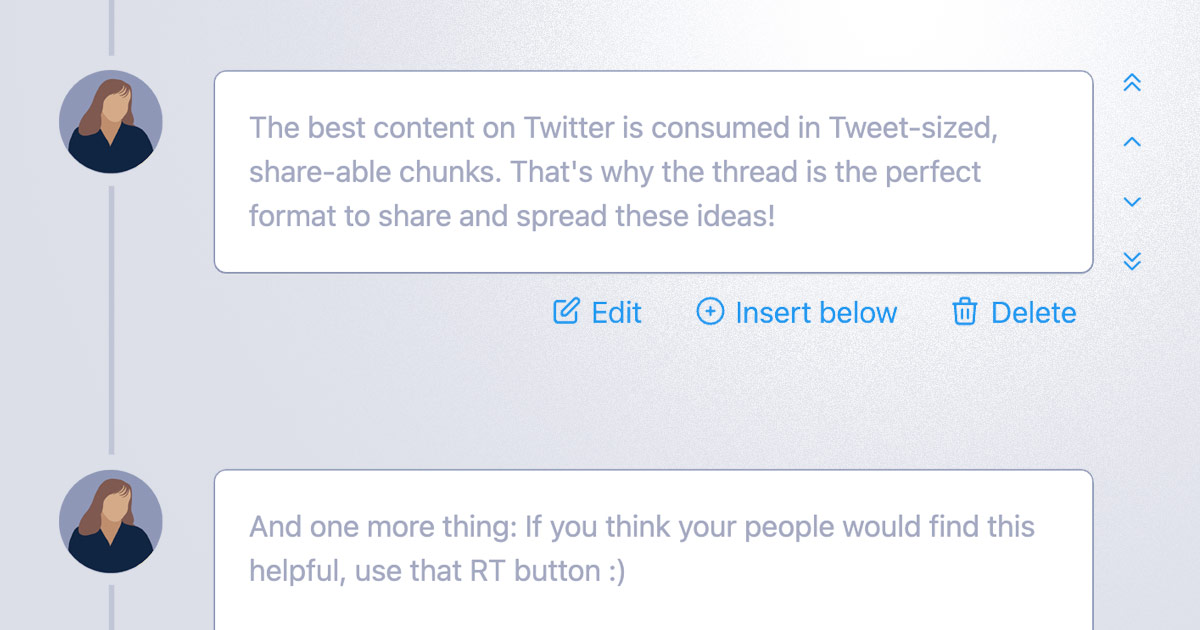 The best content on Twitter is consumed in Tweet-sized,
share-able chunks. That's why the thread is the perfect
format to share and spread these ideas!
Edit
Insert below
Delete
And one more thing: If you think your people would find this
helpful, use that RT button :)